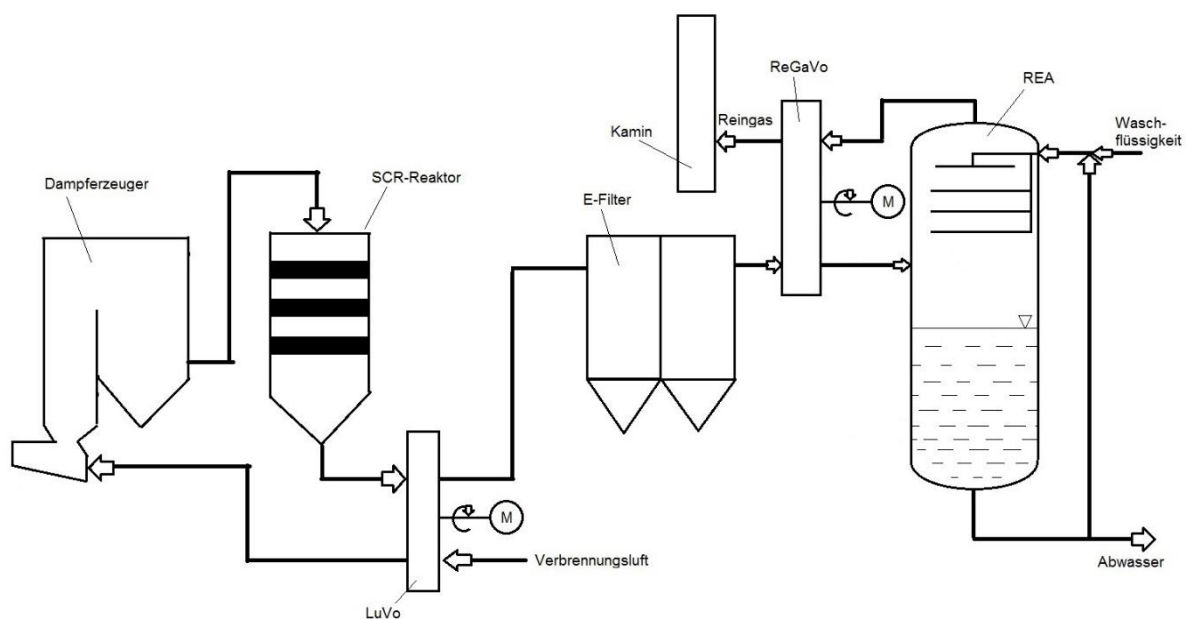 ReGaVo
REA
Reingas
Kamin
Wasch-
flüssigkeit
Dampferzeuger
SCR-Reaktor
E-Filter
M
M
Verbrennungsluft
LuVo
Abwasser